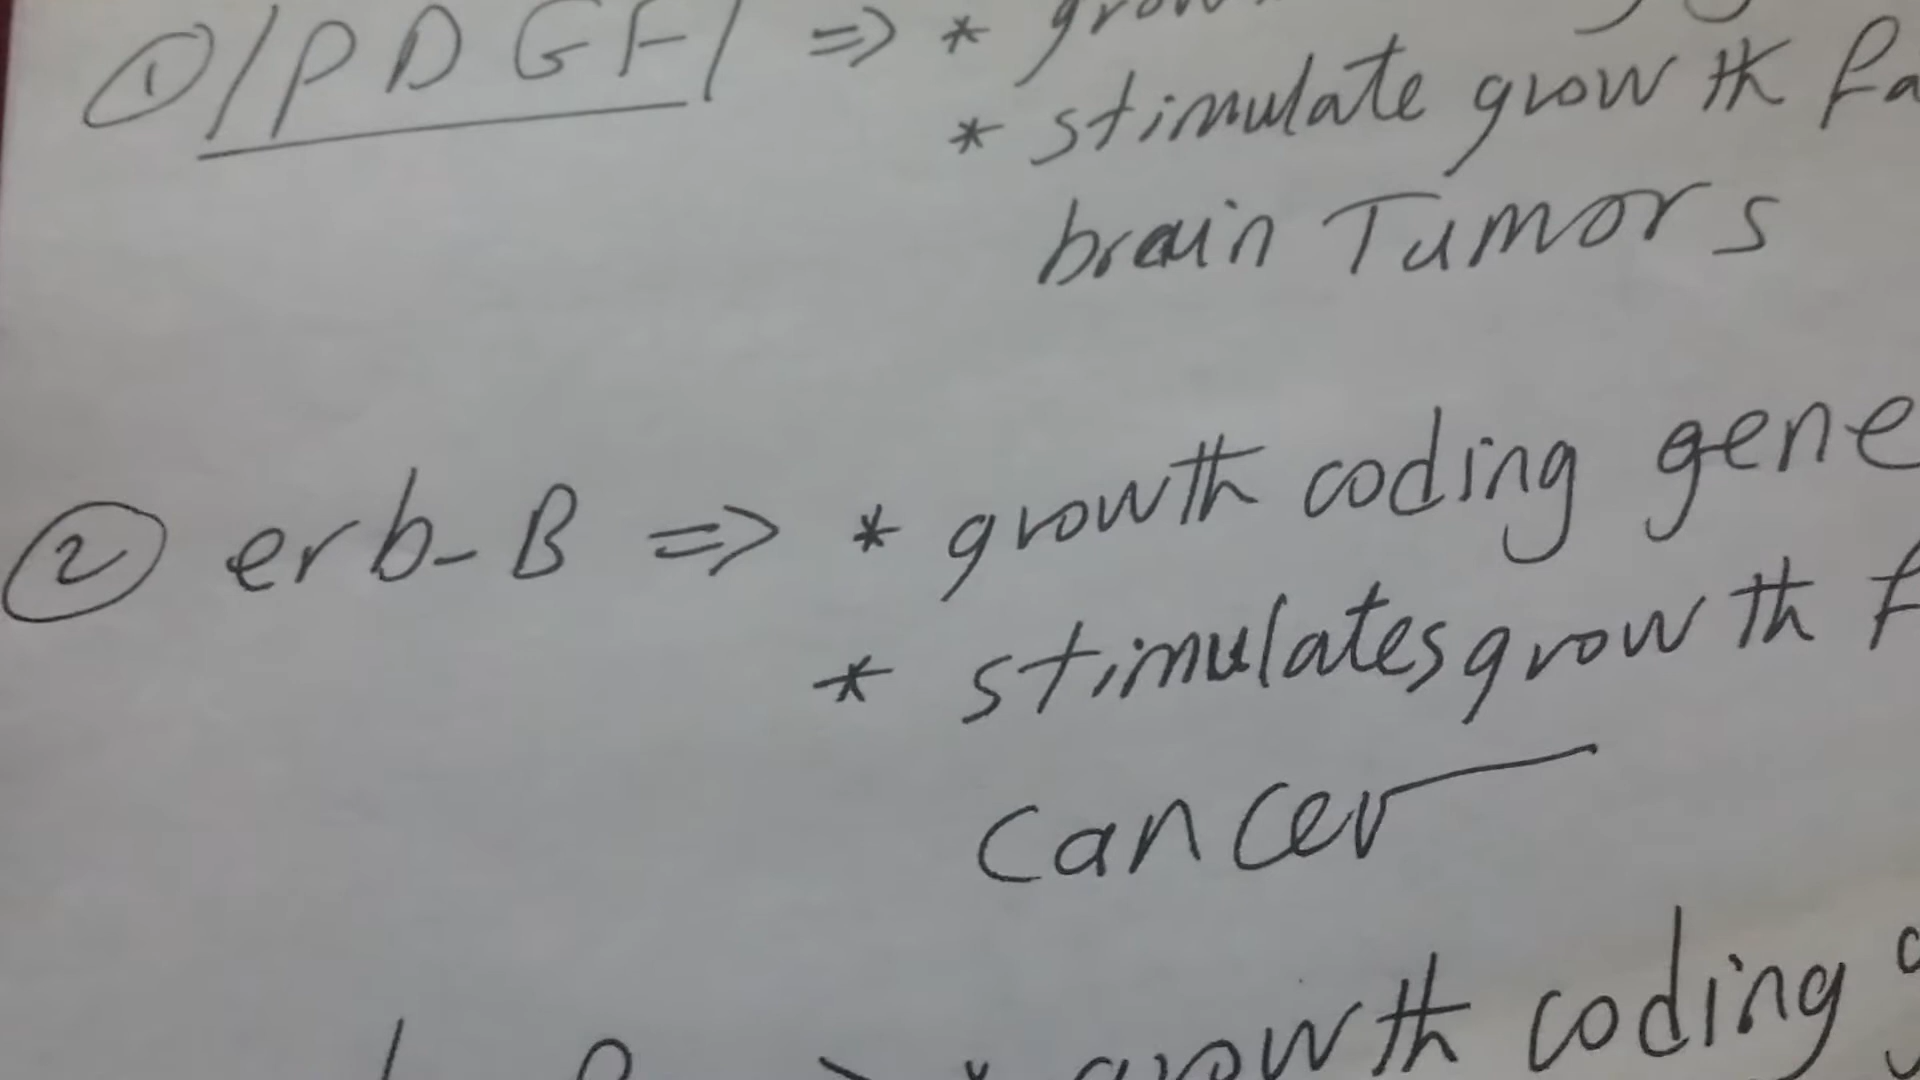 ① PDGF => *
* stimulate growth
brain Tumors
② erb-B => * growth coding gene
* stimulates growth
cancer
growth coding